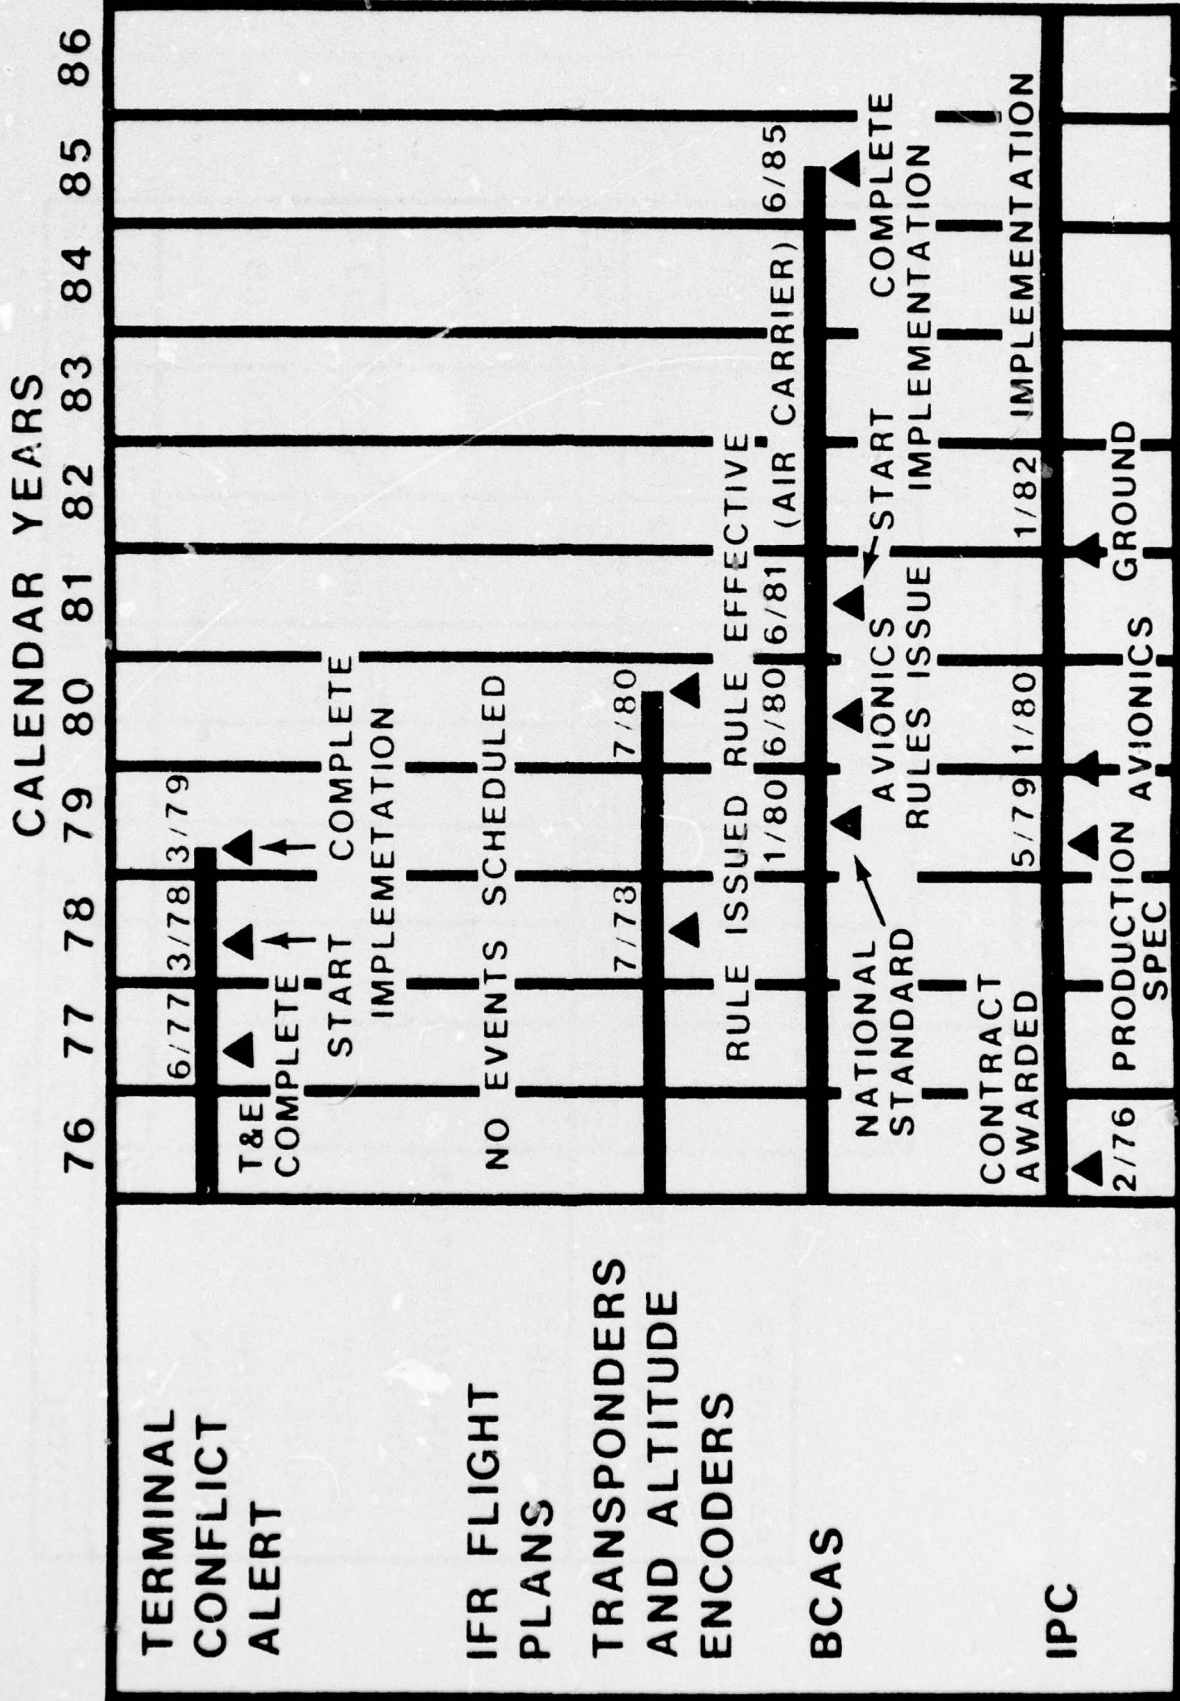 CALENDAR YEARS
76 77 78 79 80 81 82 83 84 85 86
TERMINAL
CONFLICT
ALERT
6/77 3/78 3/79
T&E
COMPLETE
START
IMPLEMETATION
COMPLETE
IFR FLIGHT
PLANS
NO EVENTS SCHEDULED
TRANSPONDERS
AND ALTITUDE
ENCODERS
7/73 7/80
RULE ISSUED RULE EFFECTIVE
BCAS
1/80 6/80 6/81 (AIR CARRIER) 6/85
NATIONAL
STANDARD
AVIONICS
RULES ISSUE
START
IMPLEMENTATION
COMPLETE
IPC
CONTRACT
AWARDED
5/79 1/80 1/82 IMPLEMENTATION
2/76 PRODUCTION
SPEC
AVIONICS
GROUND